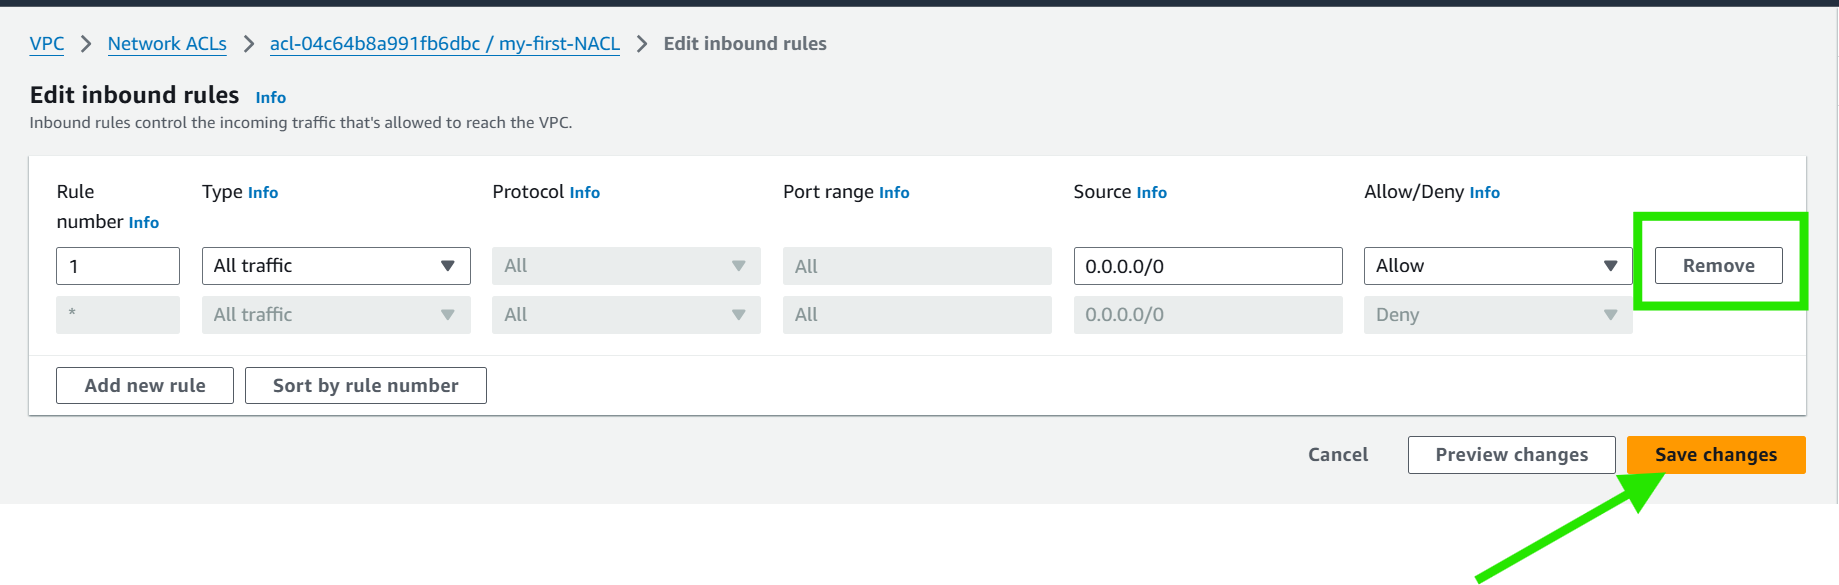 VPC > Network ACLs > acl-04c64b8a991fb6dbc / my-first-NACL > Edit inbound rules
Edit inbound rules Info
Inbound rules control the incoming traffic that's allowed to reach the VPC.
Rule number Info Type Info Protocol Info Port range Info Source Info Allow/Deny Info
1 All traffic All All 0.0.0.0/0 Allow Remove
* All traffic All All 0.0.0.0/0 Deny
Add new rule Sort by rule number
Cancel Preview changes Save changes